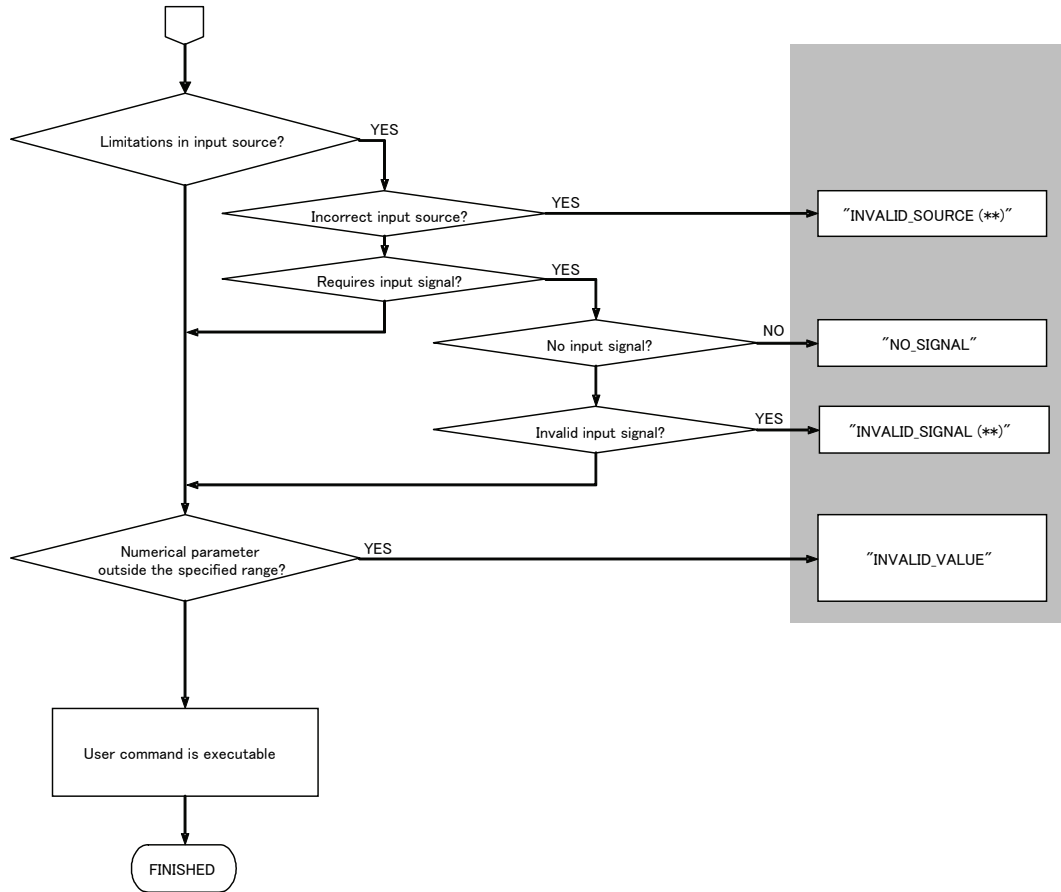 Limitations in input source?
YES
Incorrect input source?
YES
"INVALID_SOURCE (**)"
Requires input signal?
YES
No input signal?
NO
"NO_SIGNAL"
Invalid input signal?
YES
"INVALID_SIGNAL (**)"
Numerical parameter
outside the specified range?
YES
"INVALID_VALUE"
User command is executable
FINISHED